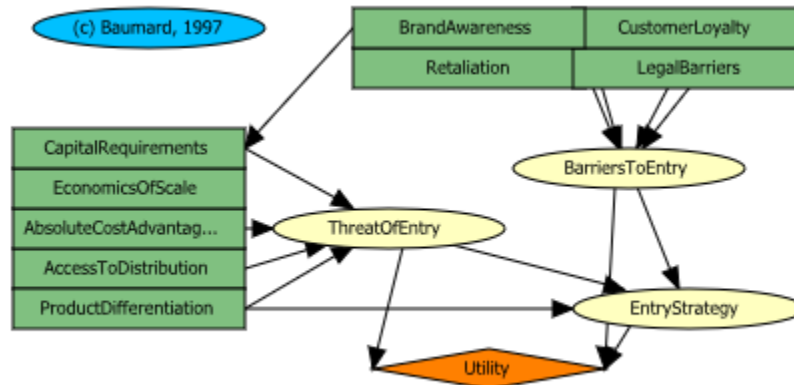 (c) Baumard, 1997
BrandAwareness
CustomerLoyalty
Retaliation
LegalBarriers
CapitalRequirements
EconomicsOfScale
AbsoluteCostAdvantag...
AccessToDistribution
ProductDifferentiation
BarriersToEntry
ThreatOfEntry
EntryStrategy
Utility